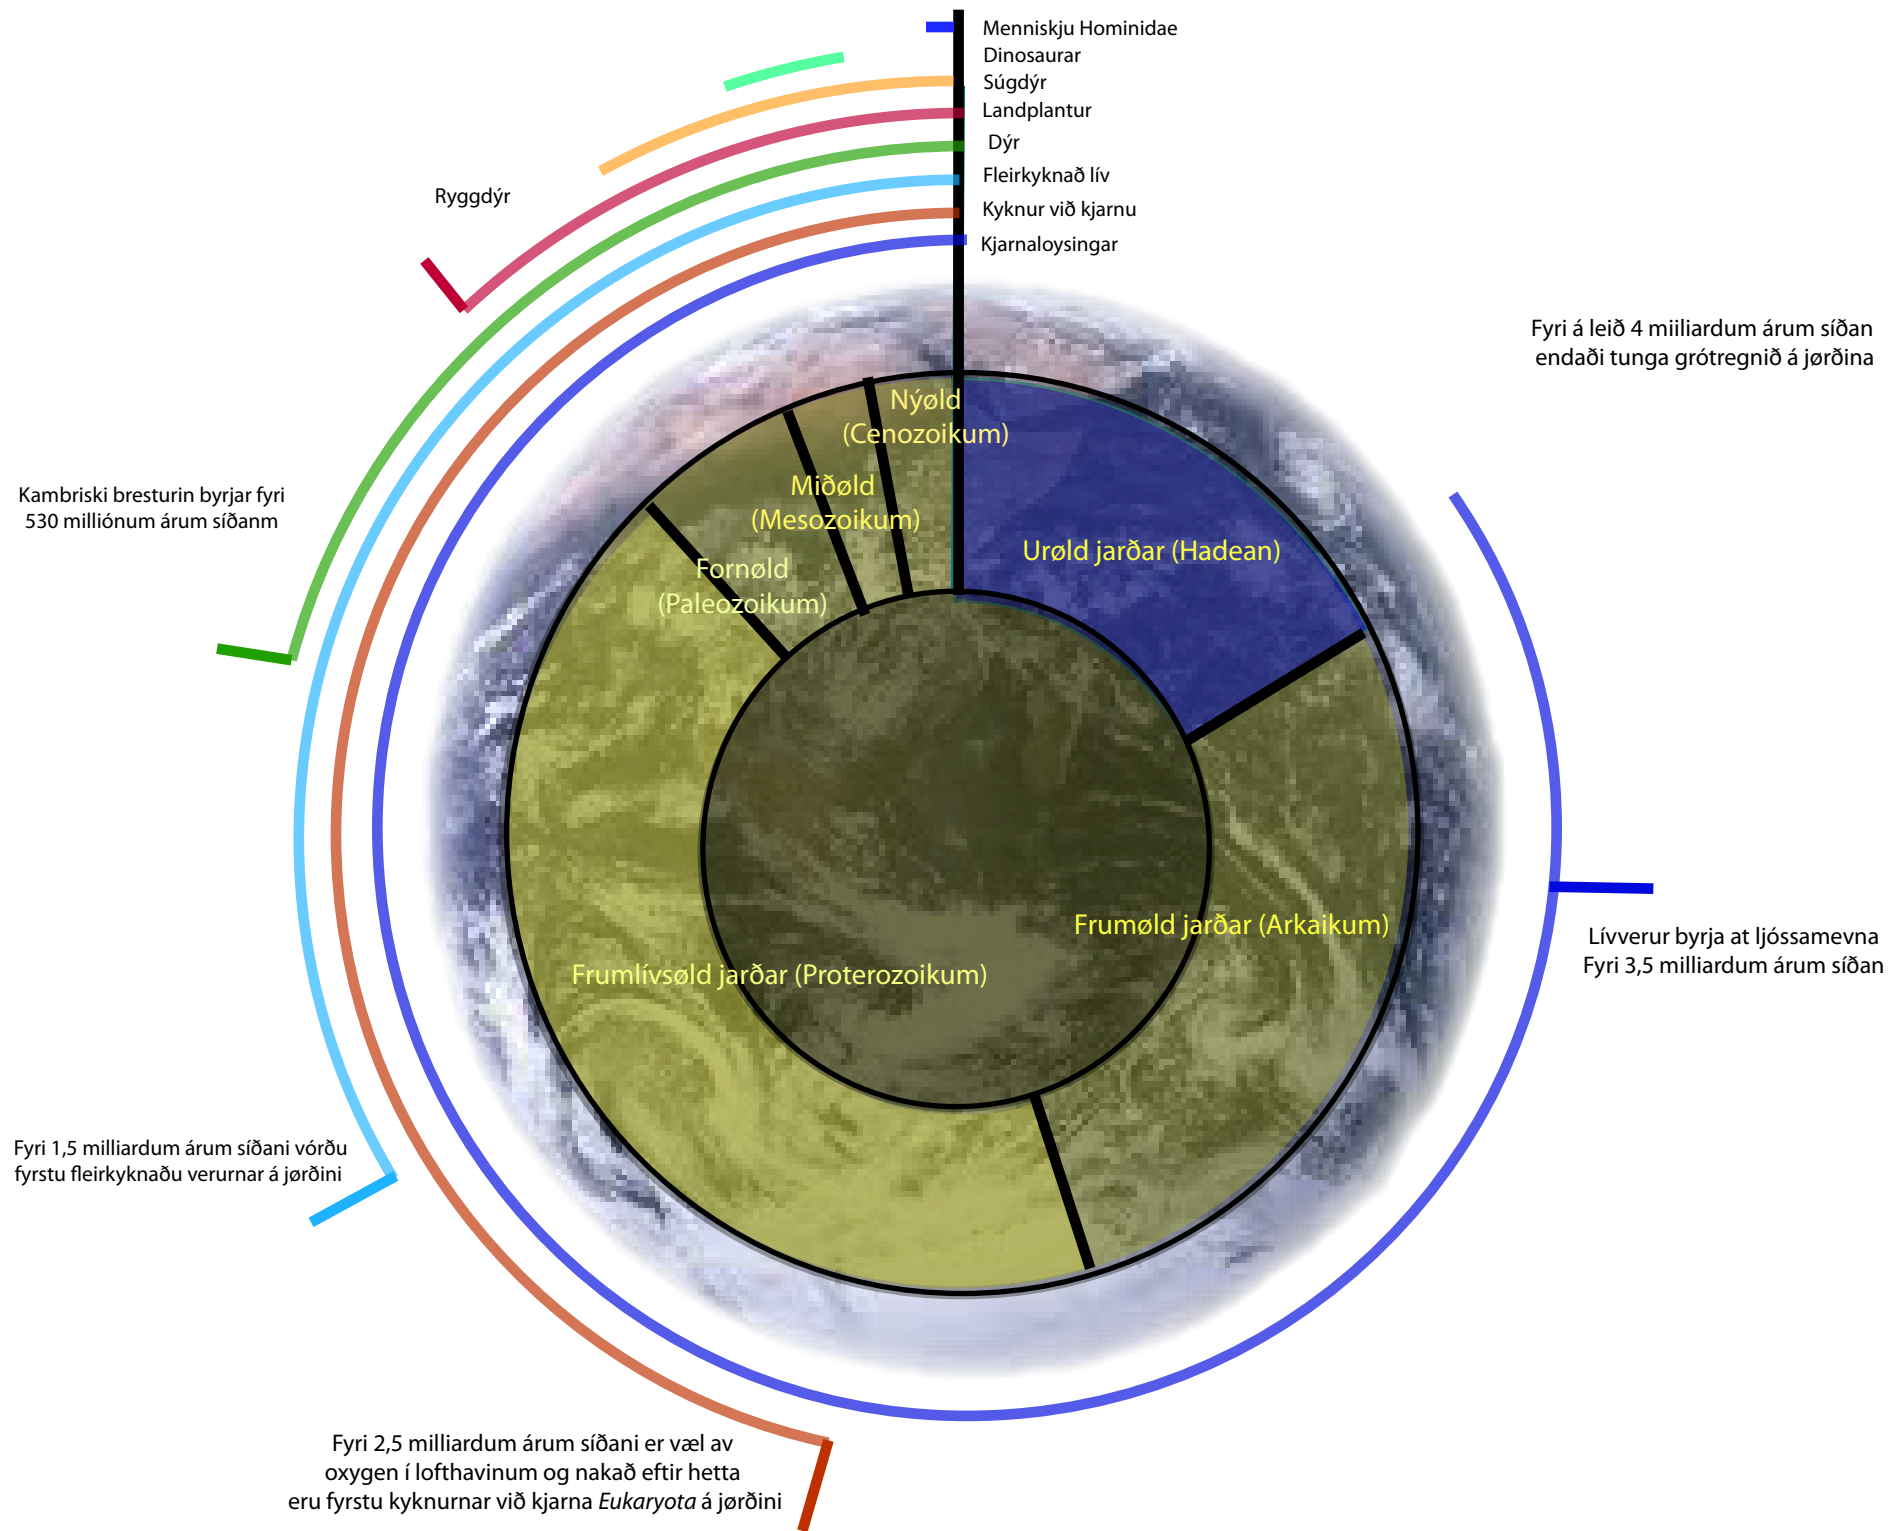 Menniskju Hominidae
Dinosaurar
Súgdýr
Landplantur
Dýr
Fleirkyknað lív
Kyknur við kjarnu
Kjarnaloysingar
Ryggdýr
Fyri á leið 4 miiliardum árum síðan
endaði tunga grótregnið á jørðina
Nýøld
(Cenozoikum)
Miðøld
(Mesozoikum)
Fornøld
(Paleozoikum)
Urøld jarðar (Hadean)
Kambriski bresturin byrjar fyri
530 milliónum árum síðanm
Frumøld jarðar (Arkaikum)
Lívverur byrja at ljóssamevna
Fyri 3,5 milliardum árum síðan
Frumlívsøld jarðar (Proterozoikum)
Fyri 1,5 milliardum árum síðani vórðu
fyrstu fleirkyknaðu verurnar á jørðini
Fyri 2,5 milliardum árum síðani er væl av
oxygen í lofthavinum og nakað eftir hetta
eru fyrstu kyknurnar við kjarna Eukaryota á jørðini